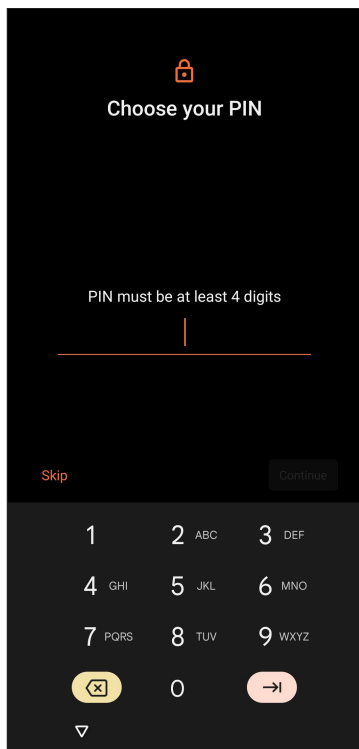 Choose your PIN
PIN must be at least 4 digits
Skip Continue
1 2 ABC 3 DEF
4 GHI 5 JKL 6 MNO
7 PQRS 8 TUV 9 WXYZ
0